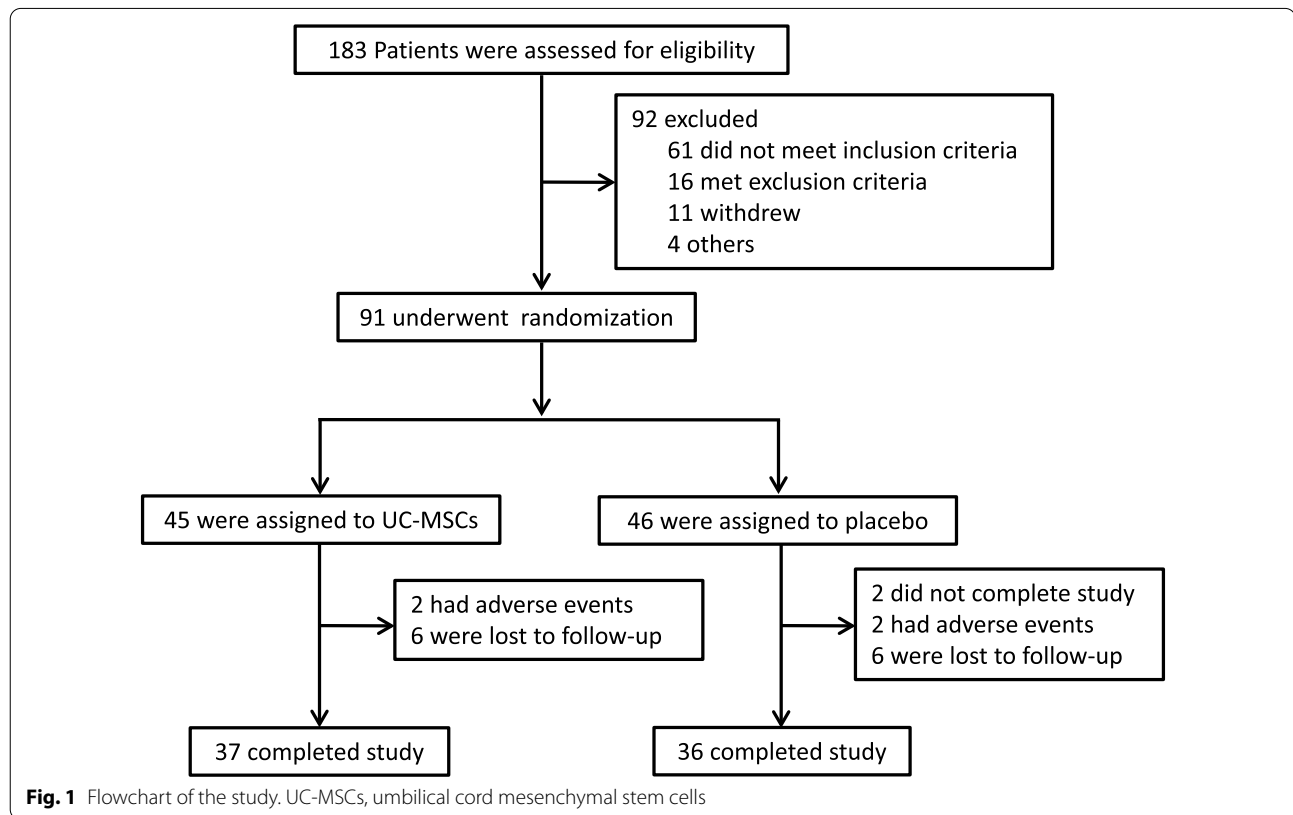 183 Patients were assessed for eligibility
92 excluded
61 did not meet inclusion criteria
16 met exclusion criteria
11 withdrew
4 others
91 underwent randomization
45 were assigned to UC-MSCs
46 were assigned to placebo
2 had adverse events
6 were lost to follow-up
2 did not complete study
2 had adverse events
6 were lost to follow-up
37 completed study
36 completed study
Fig. 1 Flowchart of the study. UC-MSCs, umbilical cord mesenchymal stem cells